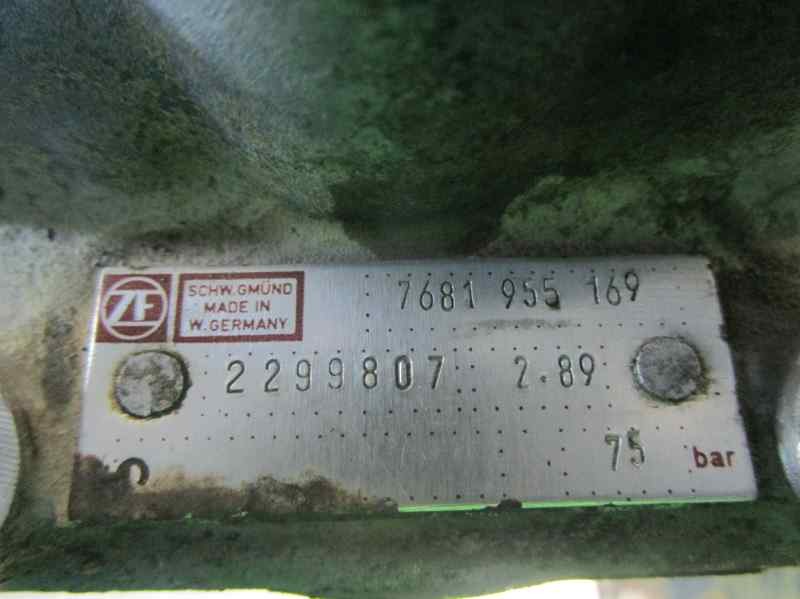 ZF
SCHW. GMÜND
MADE IN
W. GERMANY
7681 955 169
2299807 2.89
75 bar